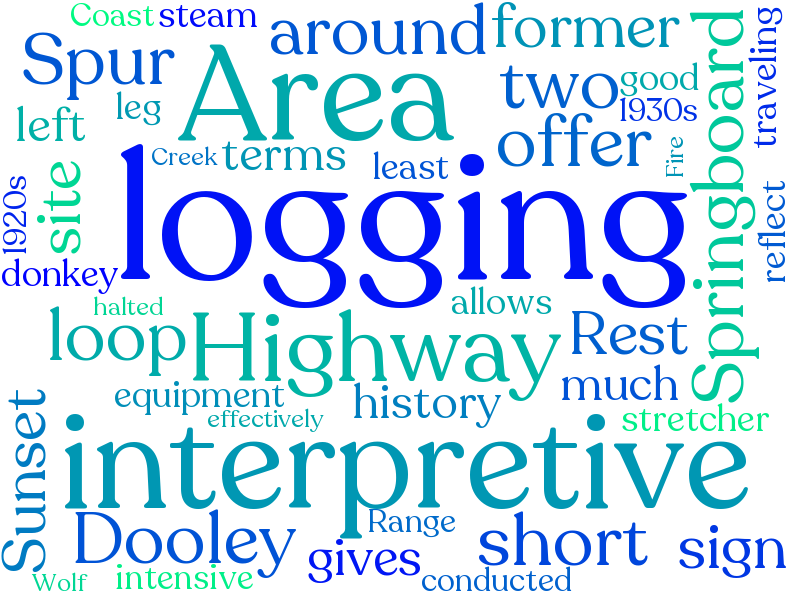 Coast steam
around
former
Spur
Area
two
good
traveling
leg
1930s
left
Springboard
offer
Creek
terms
least
Fire
site
logging
1920s
reflect
donkey
halted
allows
loop
Highway
Rest
equipment
history
much
effectively
stretcher
Sunset
interpretive
Dooley
Range
short
sign
gives
Wolf
intensive
conducted